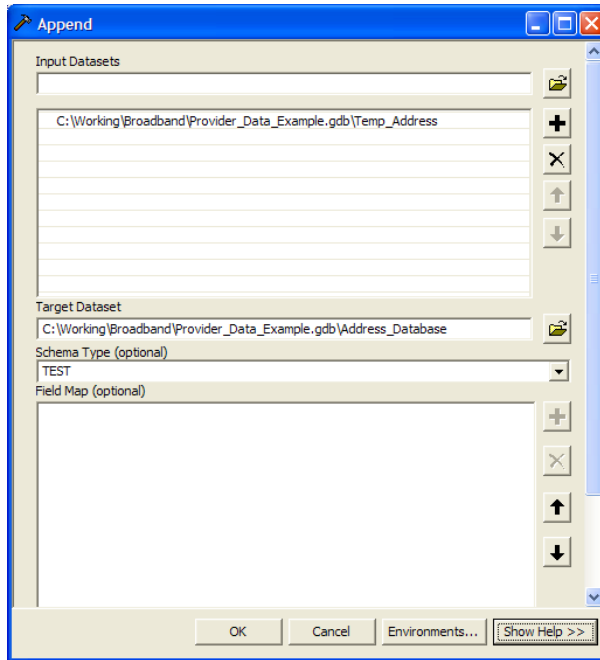 Append
Input Datasets
C:\Working\Broadband\Provider_Data_Example.gdb\Temp_Address
Target Dataset
C:\Working\Broadband\Provider_Data_Example.gdb\Address_Database
Schema Type (optional)
TEST
Field Map (optional)
OK Cancel Environments... Show Help >>